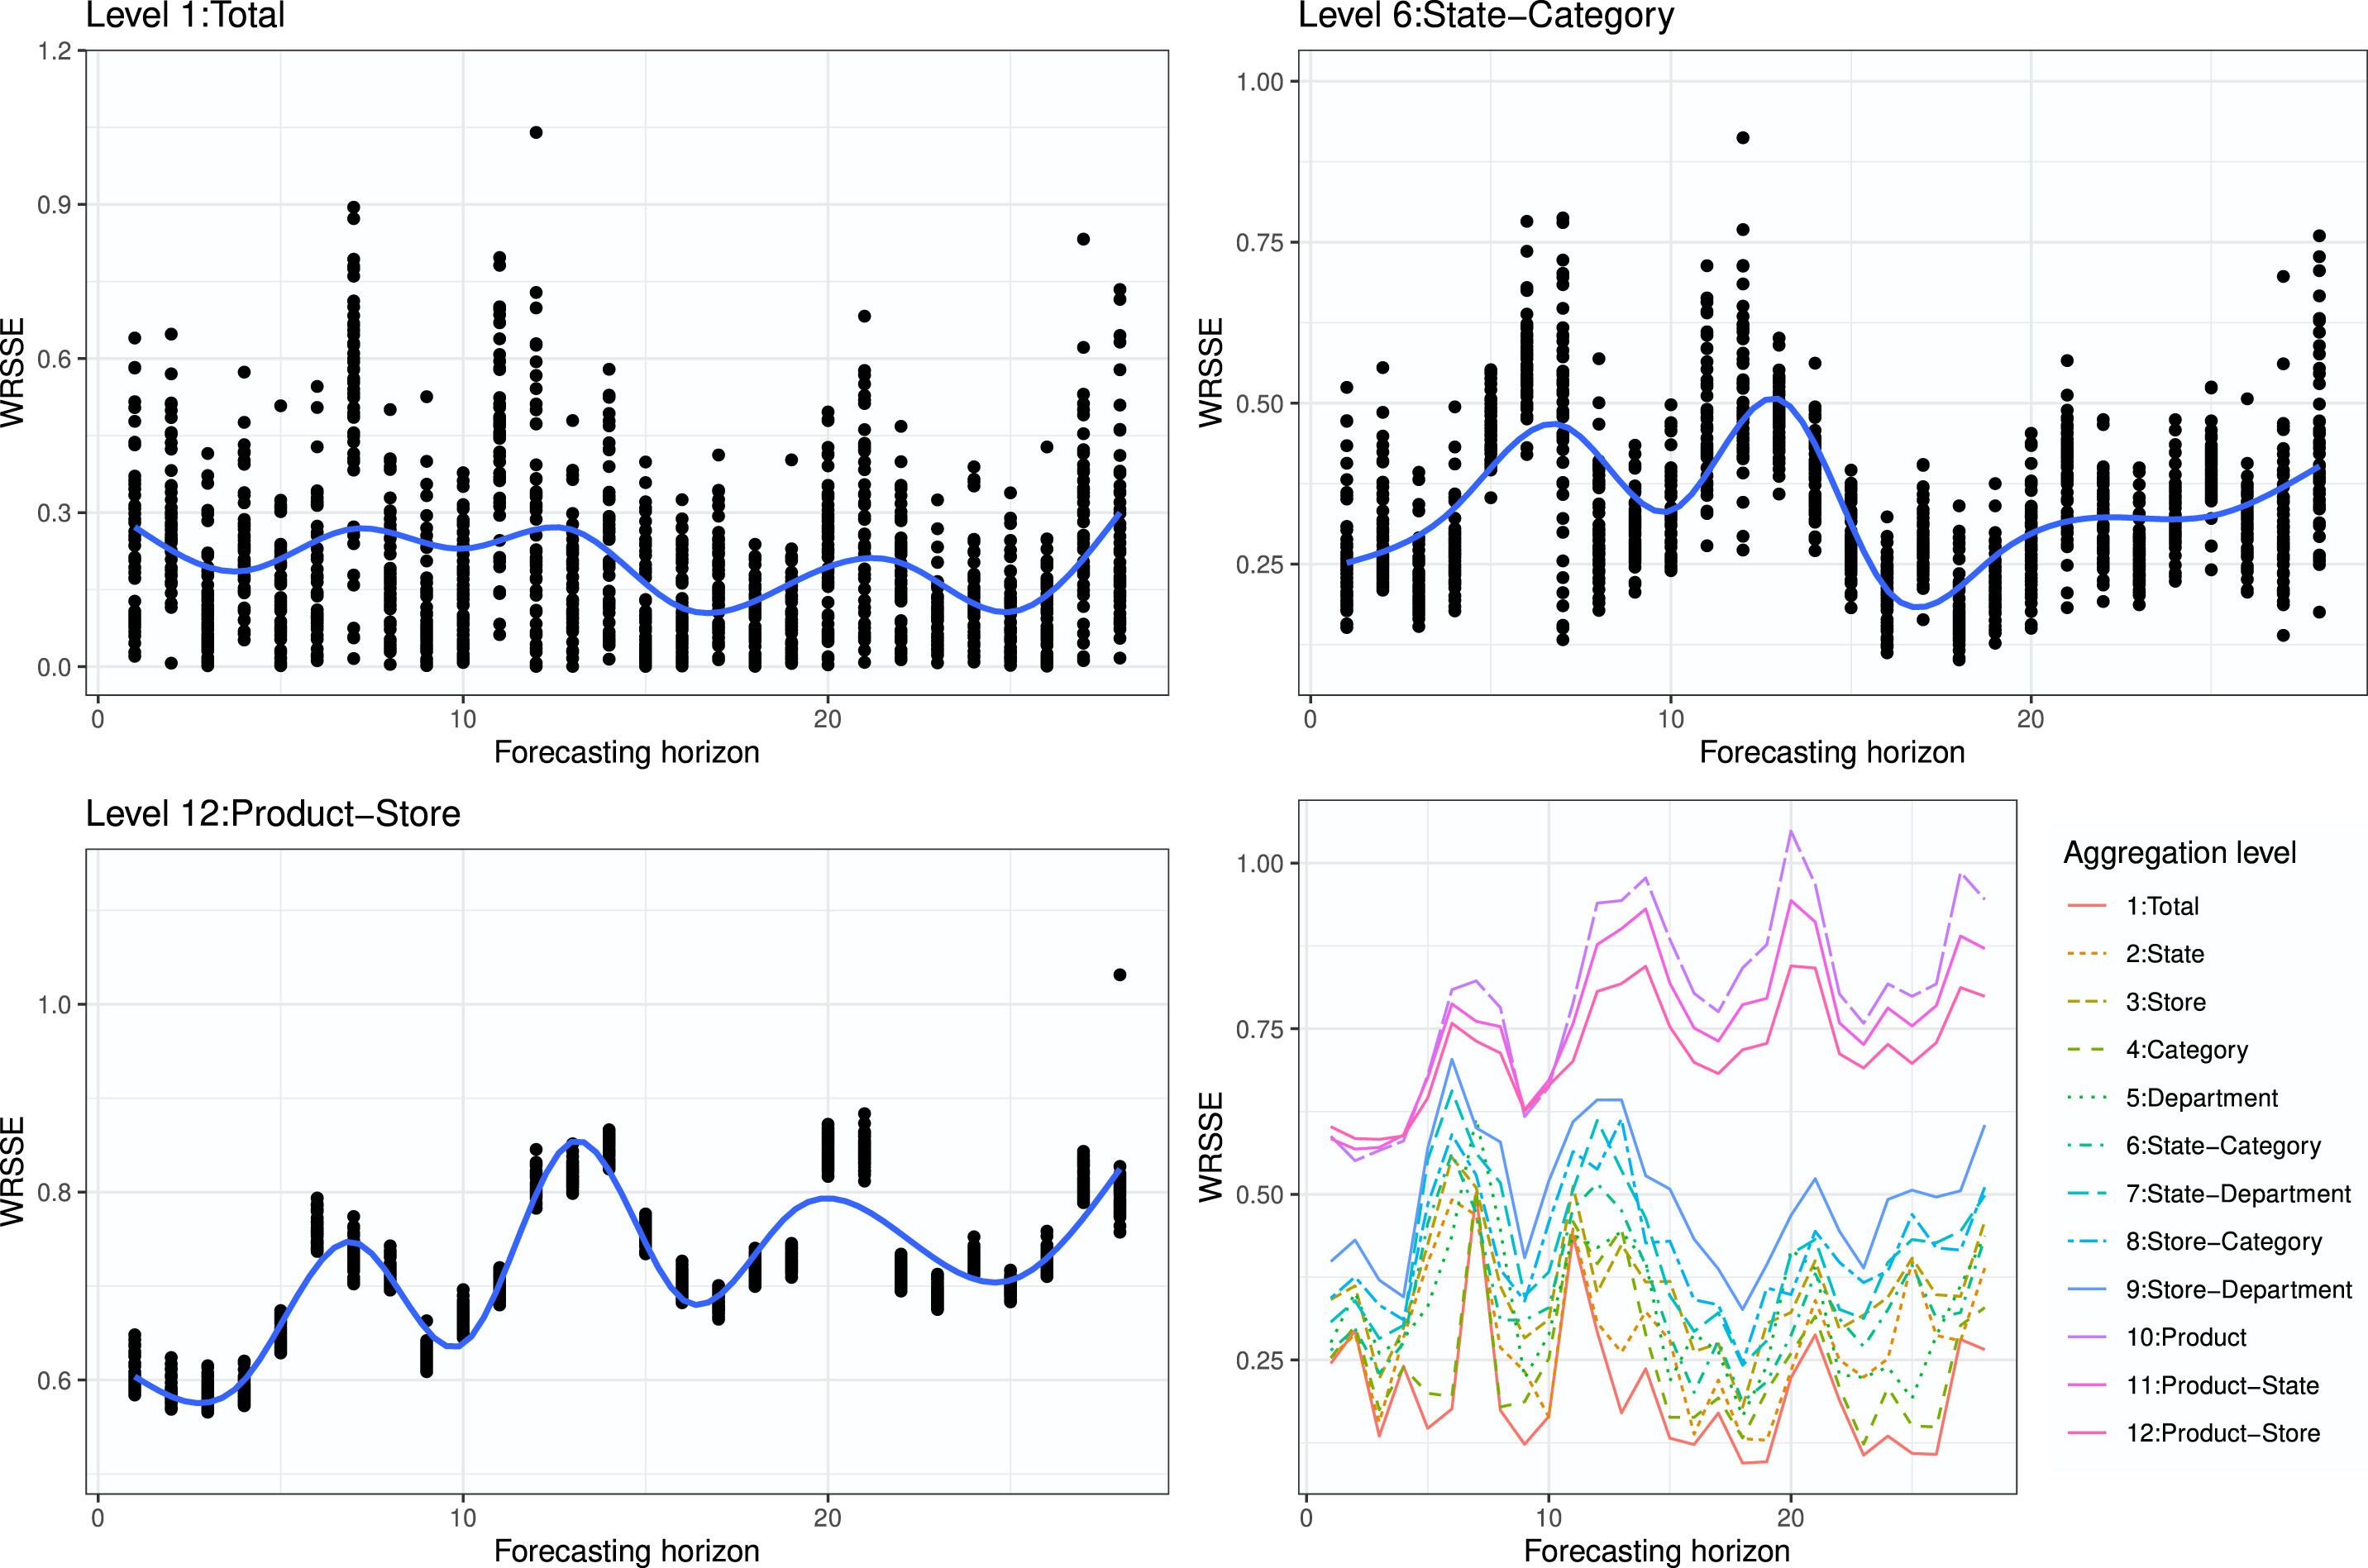 Level 1:Total
1.2
0.9
0.6
0.3
0.0
WRSSE
0
10
20
Forecasting horizon
Level 6:State−Category
1.00
0.75
0.50
0.25
WRSSE
0
10
20
Forecasting horizon
Level 12:Product−Store
1.0
0.8
0.6
WRSSE
0
10
20
Forecasting horizon
1.00
0.75
0.50
0.25
WRSSE
0
10
20
Forecasting horizon
Aggregation level
1:Total
2:State
3:Store
4:Category
5:Department
6:State−Category
7:State−Department
8:Store−Category
9:Store−Department
10:Product
11:Product−State
12:Product−Store